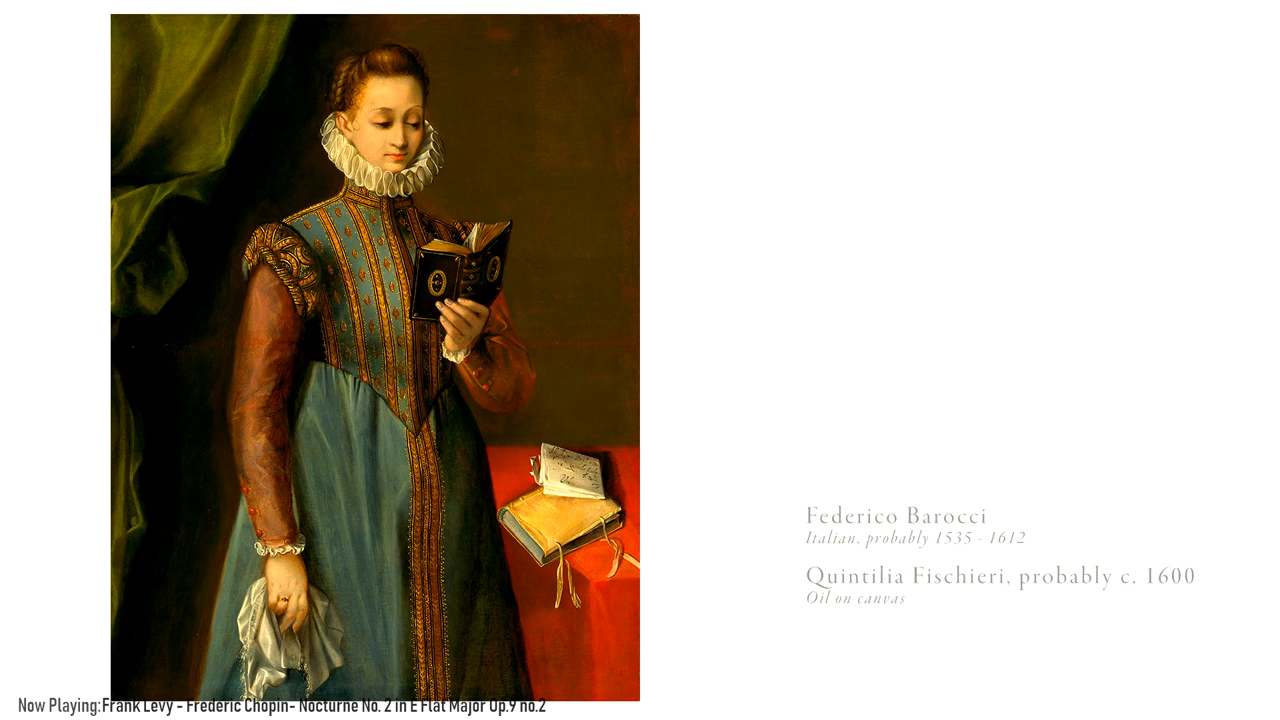 Federico Barocci
Italian, probably 1535 - 1612
Quintilia Fischieri, probably c. 1600
Oil on canvas
Now Playing:Frank Levy - Frederic Chopin- Nocturne No. 2 in E Flat Major Op.9 no.2